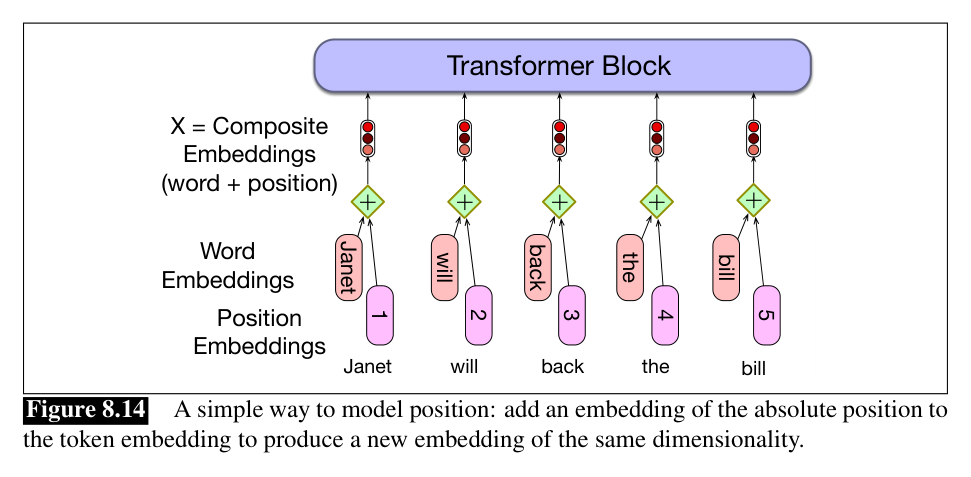 Transformer Block
X = Composite
Embeddings
(word + position)
+ + + + +
Word
Embeddings
Janet will back the bill
Position
Embeddings
1 2 3 4 5
Janet will back the bill
Figure 8.14 A simple way to model position: add an embedding of the absolute position to
the token embedding to produce a new embedding of the same dimensionality.